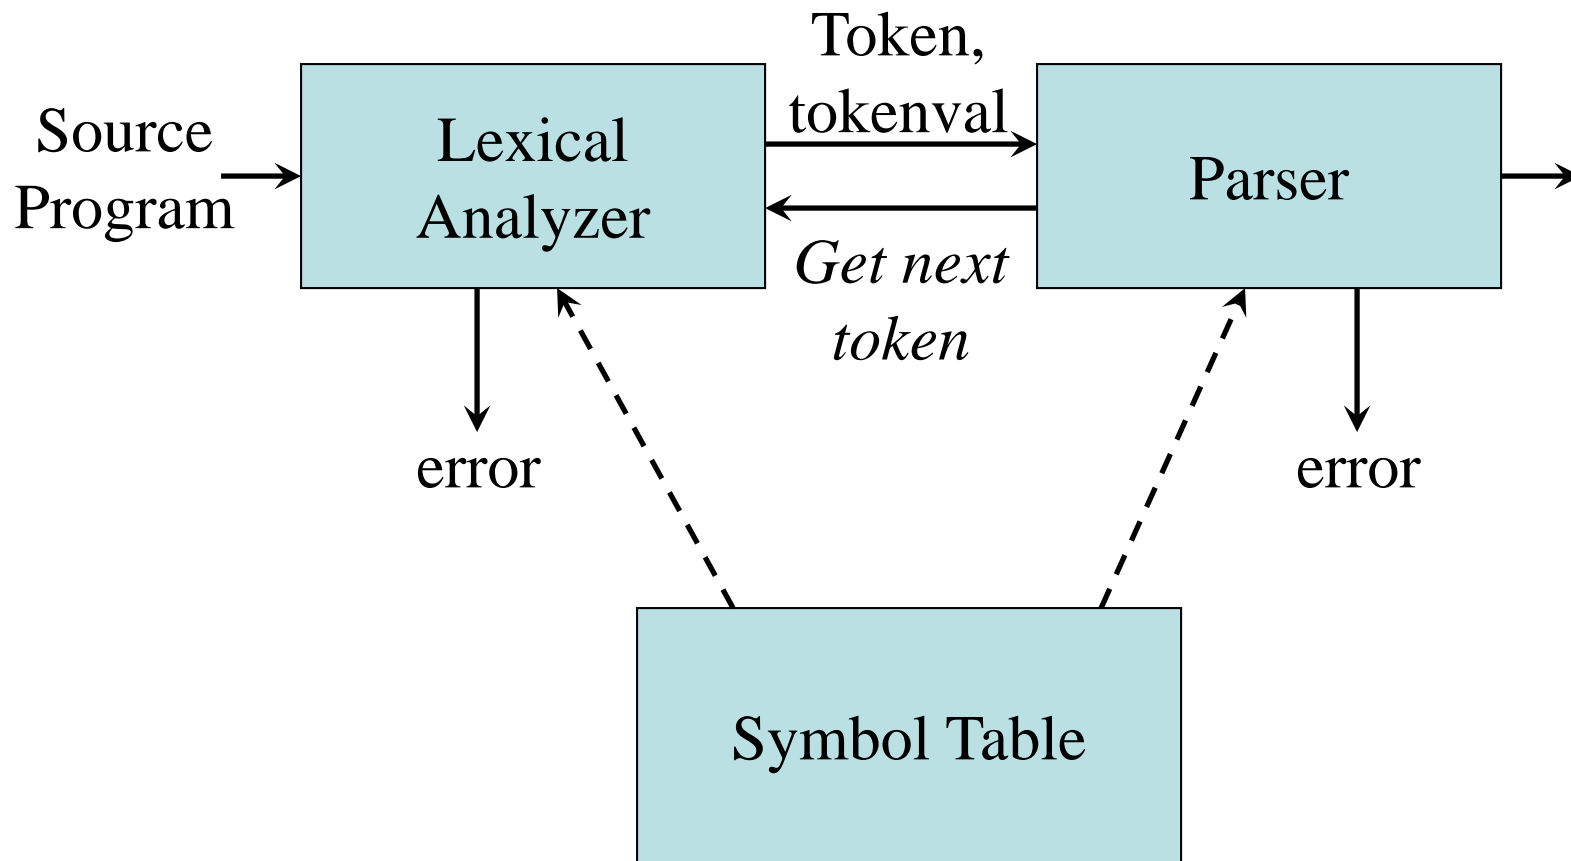 Source
Program
Lexical
Analyzer
Token,
tokenval
Get next
token
Parser
error
error
Symbol Table